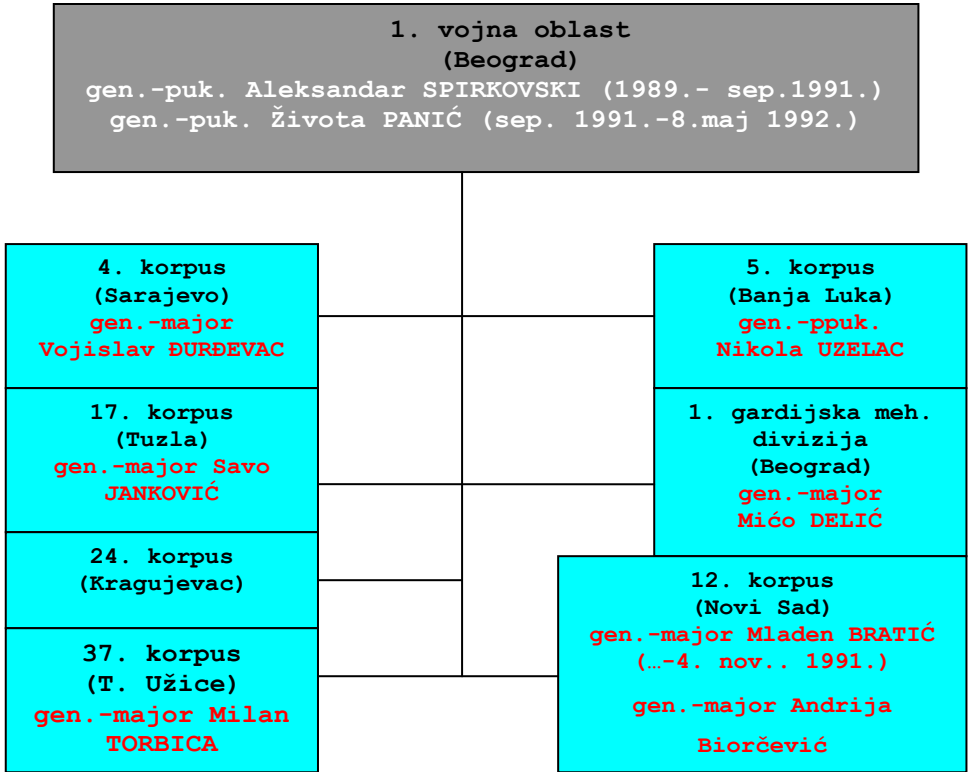 1. vojna oblast
(Beograd)
gen.-puk. Aleksandar SPIRKOVSKI (1989.- sep.1991.)
gen.-puk. Života PANIĆ (sep. 1991.-8.maj 1992.)
4. korpus
(Sarajevo)
gen.-major
Vojislav ĐURĐEVAC
17. korpus
(Tuzla)
gen.-major Savo
JANKOVIĆ
24. korpus
(Kragujevac)
37. korpus
(T. Užice)
gen.-major Milan
TORBICA
5. korpus
(Banja Luka)
gen.-ppuk.
Nikola UZELAC
1. gardijska meh.
divizija
(Beograd)
gen.-major
Mićo DELIĆ
12. korpus
(Novi Sad)
gen.-major Mladen BRATIĆ
(…-4. nov.. 1991.)
gen.-major Andrija
Biorčević